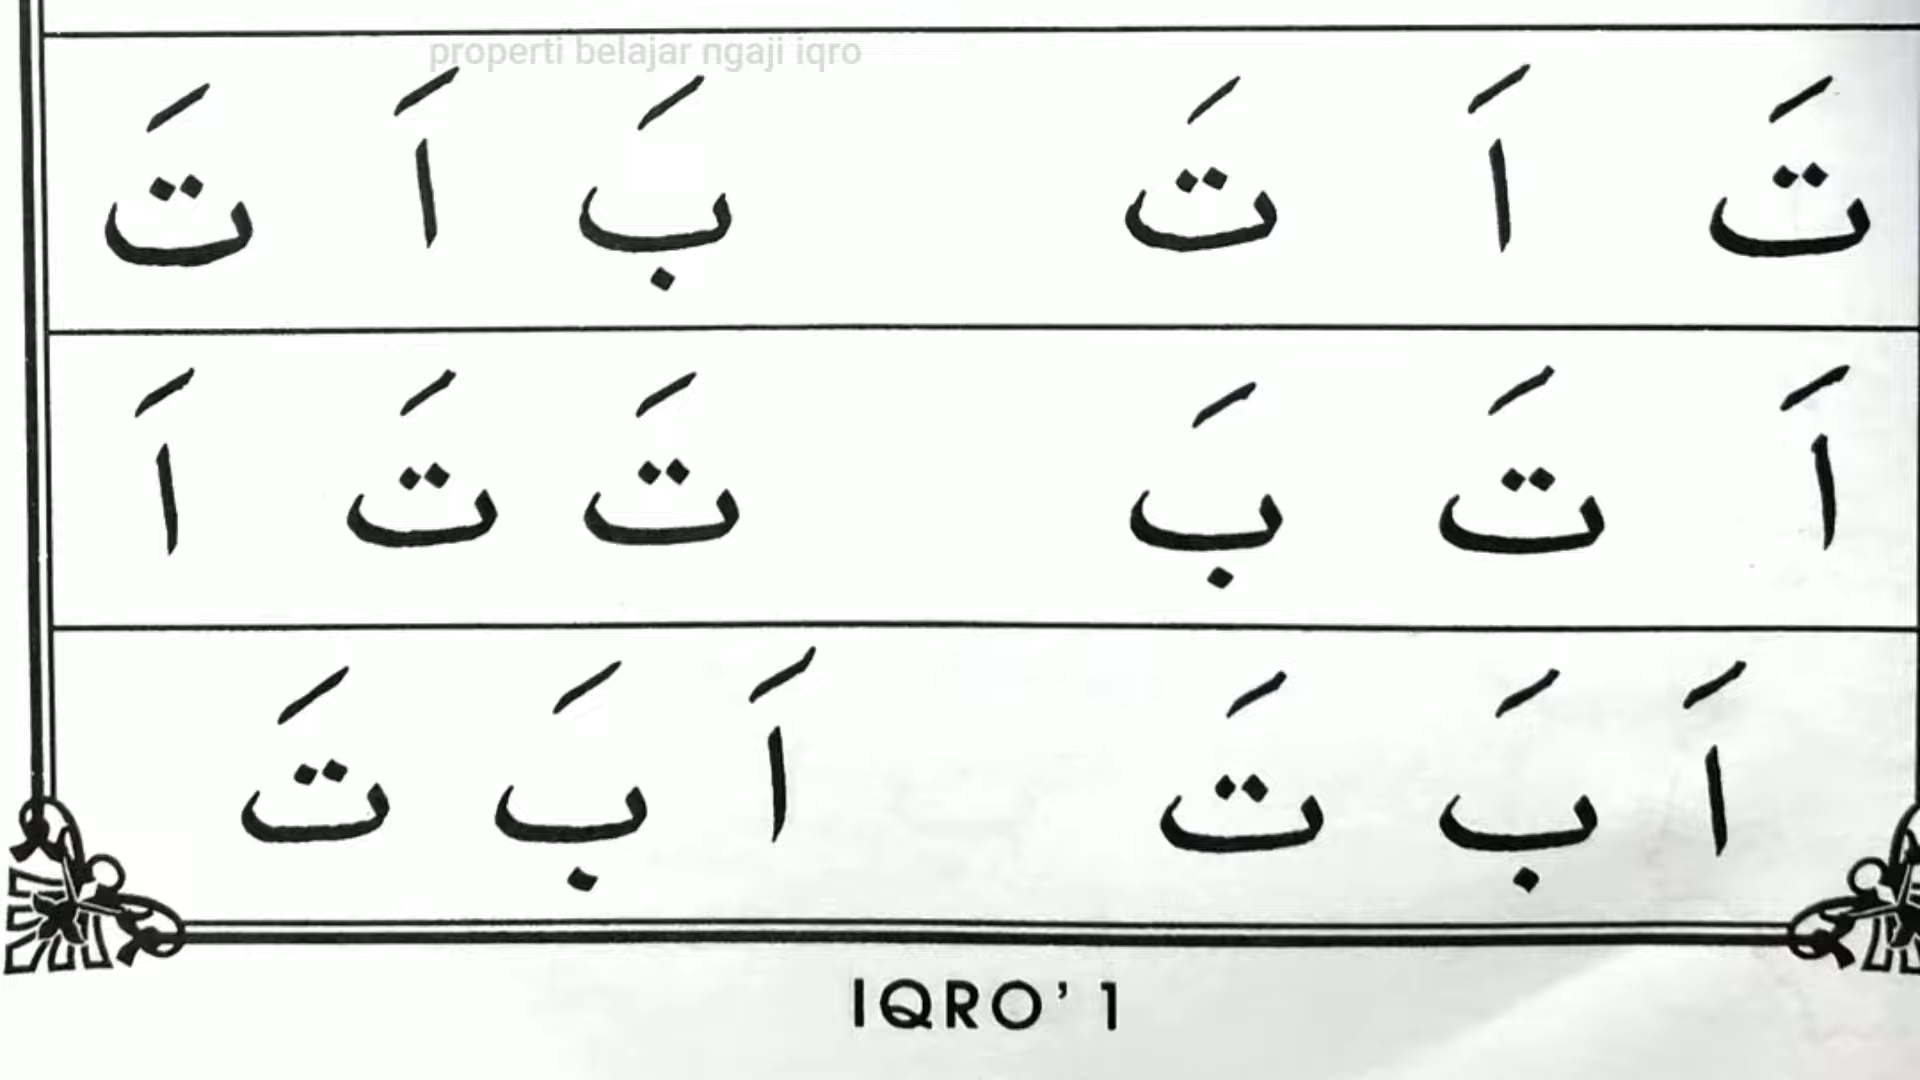 properti belajar ngaji iqro
تَ اَ تَ بَ اَ تَ
اَ تَ بَ تَ تَ اَ
اَ بَ تَ اَ بَ تَ
IQRO' 1